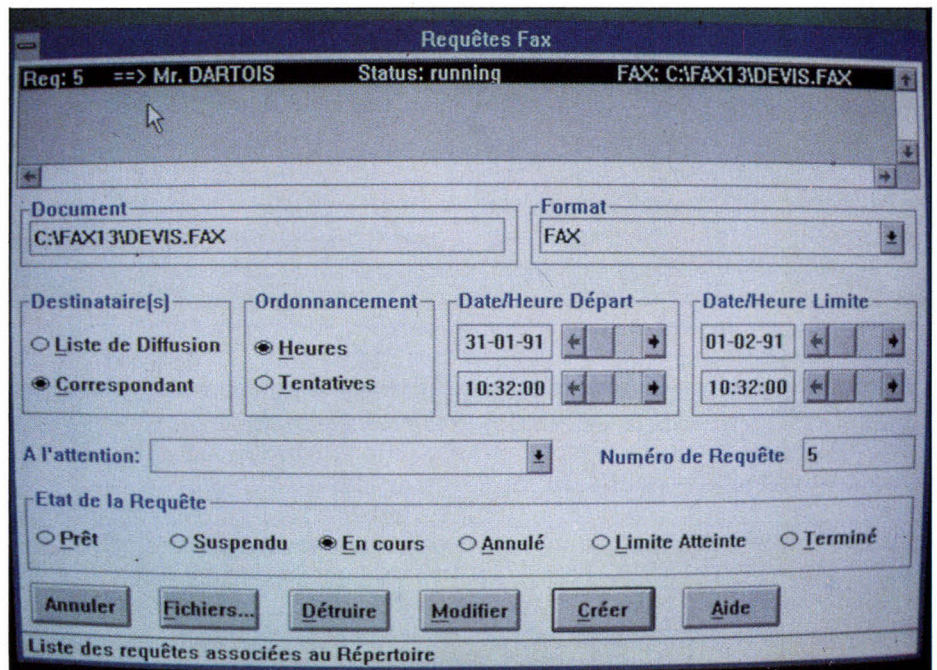 Requêtes Fax
Req: 5 ==> Mr. DARTOIS Status: running FAX: C:\FAX13\DEVIS.FAX
Document
C:\FAX13\DEVIS.FAX
Format
FAX
Destinataire(s)
Liste de Diffusion
Correspondant
Ordonnancement
Heures
Tentatives
Date/Heure Départ
31-01-91
10:32:00
Date/Heure Limite
01-02-91
10:32:00
A l'attention:
Numéro de Requête 5
Etat de la Requête
Prêt Suspendu En cours Annulé Limite Atteinte Terminé
Annuler Fichiers... Détruire Modifier Créer Aide
Liste des requêtes associées au Répertoire